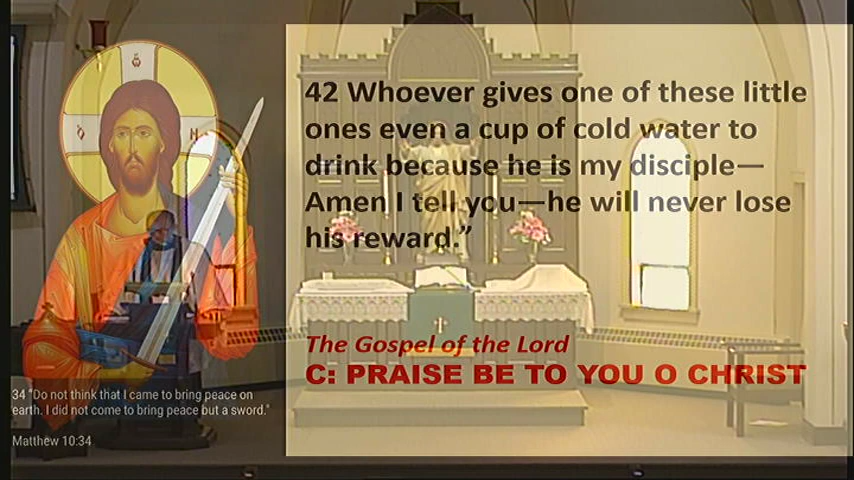 42 Whoever gives one of these little
ones even a cup of cold water to
drink because he is my disciple—
Amen I tell you—he will never lose
his reward.”
The Gospel of the Lord
C: PRAISE BE TO YOU O CHRIST
34 "Do not think that I came to bring peace on
earth. I did not come to bring peace but a sword."
Matthew 10:34